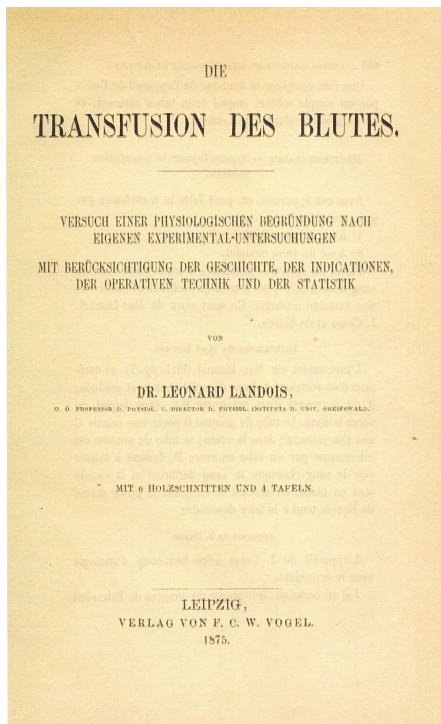 DIE
TRANSFUSION DES BLUTES.
VERSUCH EINER PHYSIOLOGISCHEN BEGRÜNDUNG NACH
EIGENEN EXPERIMENTAL-UNTERSUCHUNGEN
MIT BERÜCKSICHTIGUNG DER GESCHICHTE, DER INDICATIONEN,
DER OPERATIVEN TECHNIK UND DER STATISTIK
VON
DR. LEONARD LANDOIS,
O. Ö. PROFESSOR D. PHYSIOL. U. DIRECTOR D. PHYSIOL. INSTITUTS D. UNIV. GREIFSWALD.
MIT 6 HOLZSCHNITTEN UND 4 TAFELN.
LEIPZIG,
VERLAG VON F. C. W. VOGEL.
1875.